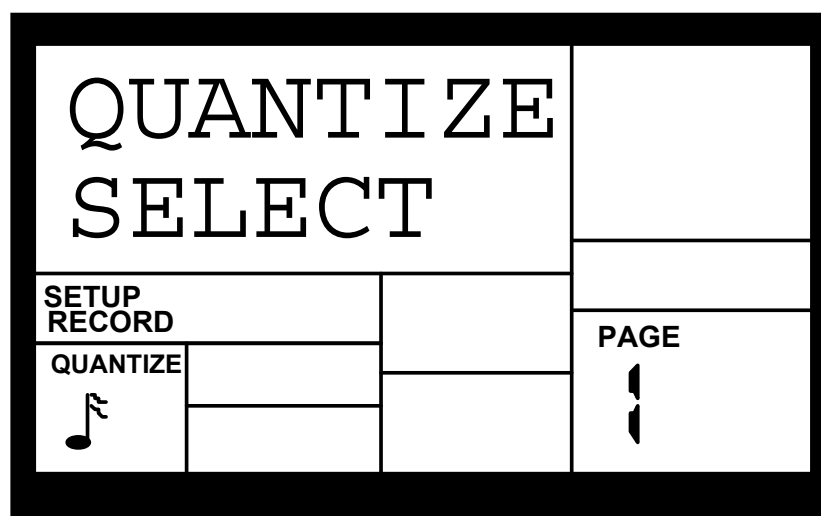 QUANTIZE
SELECT
SETUP
RECORD
QUANTIZE
PAGE
1